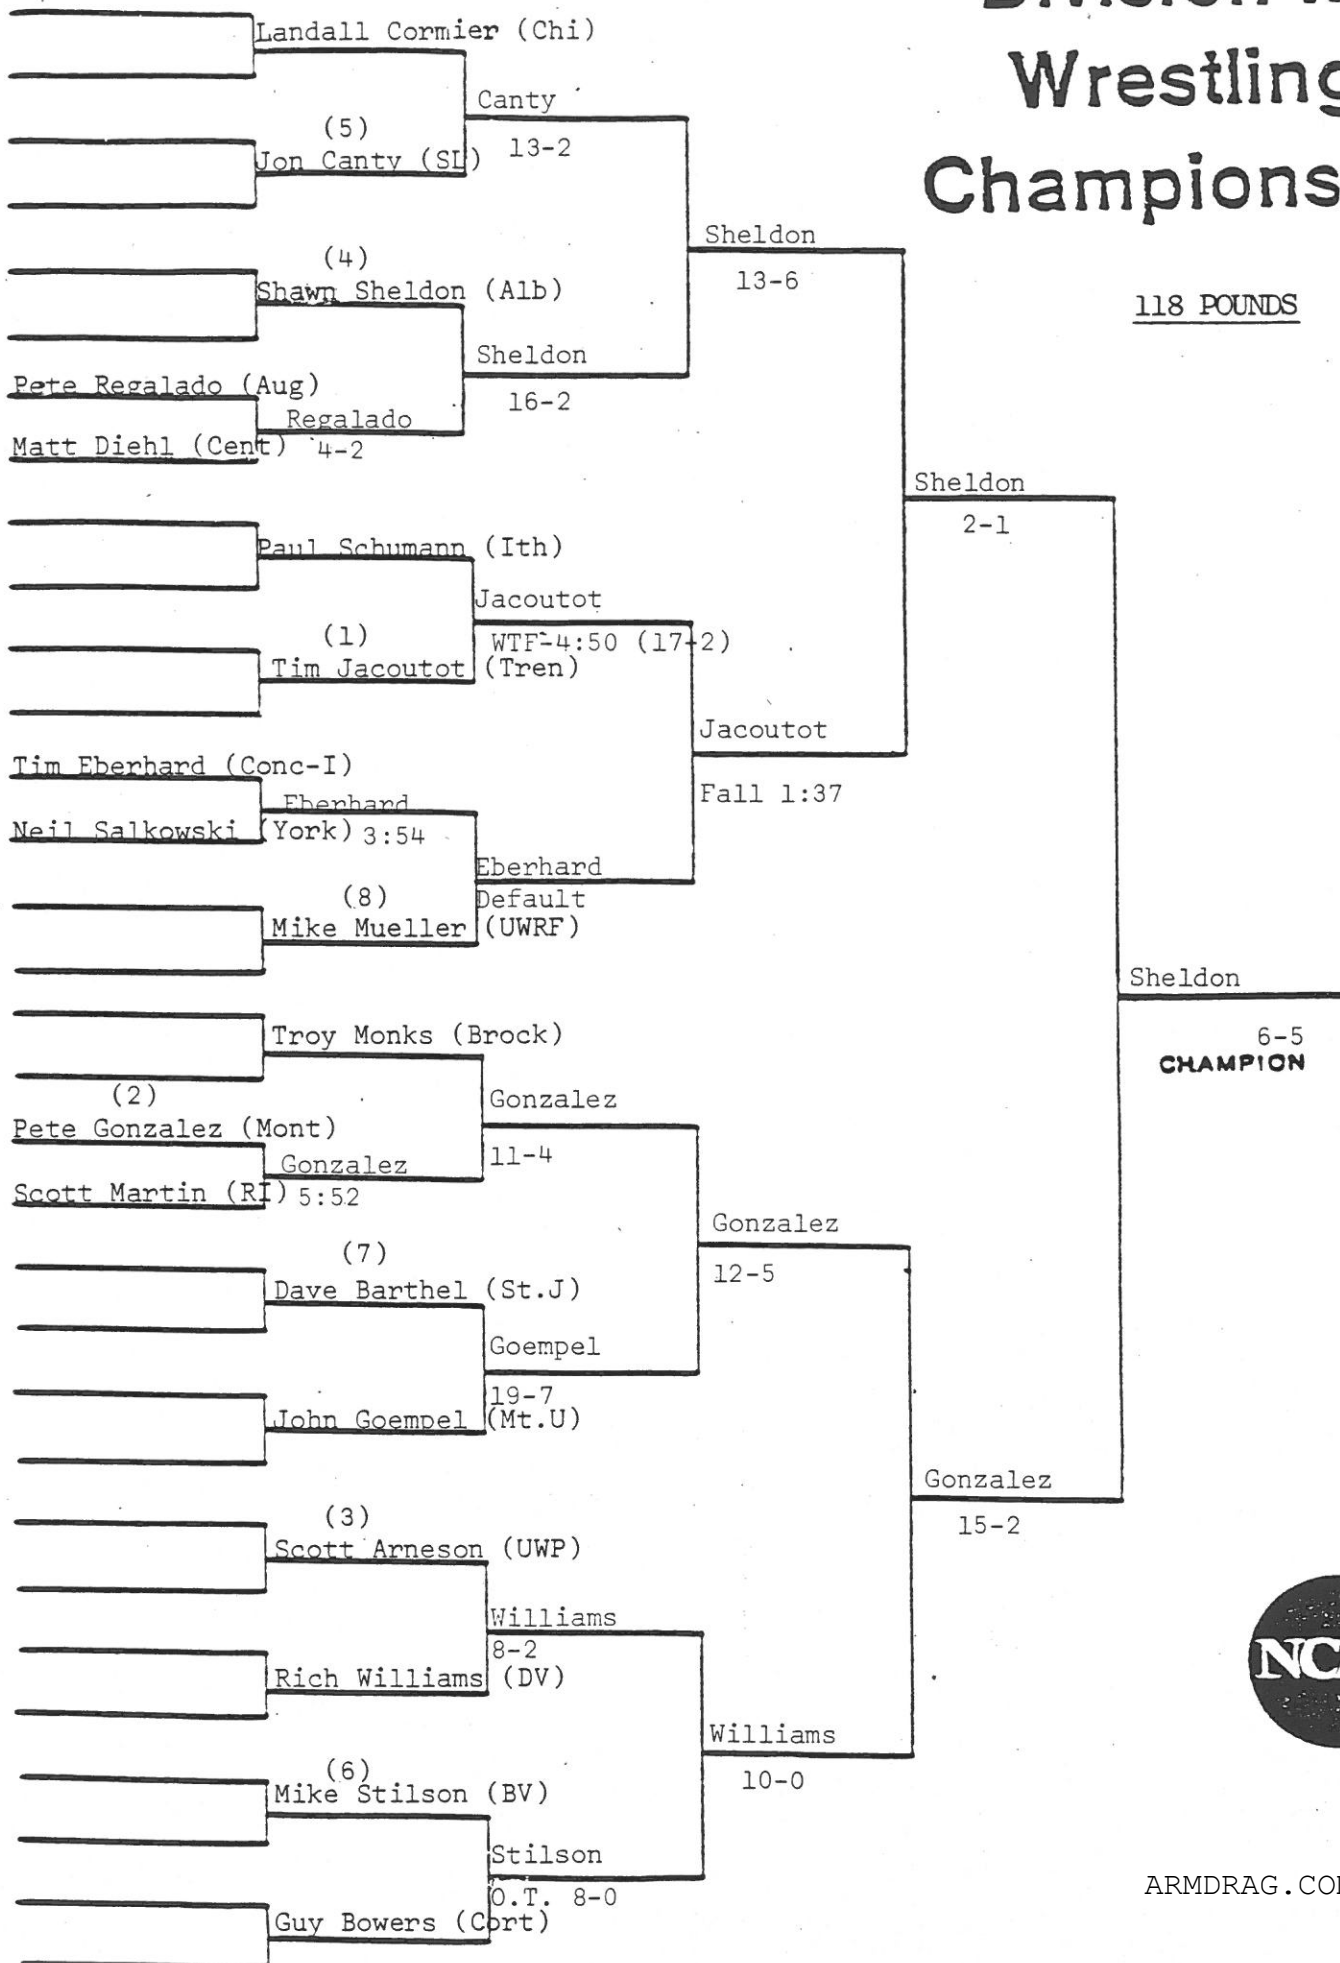 Division
Wrestling
Champions
118 POUNDS
Landall Cormier (Chi)
Canty
13-2
(5)
Jon Canty (SL)
Sheldon
13-6
(4)
Shawn Sheldon (Alb)
Sheldon
16-2
Pete Regalado (Aug)
Regalado
4-2
Matt Diehl (Cent)
Sheldon
2-1
Paul Schumann (Ith)
Jacoutot
WTF-4:50 (17-2)
(1)
Tim Jacoutot (Tren)
Jacoutot
Fall 1:37
Tim Eberhard (Conc-I)
Eberhard
3:54
Neil Salkowski (York)
Eberhard
Default
(8)
Mike Mueller (UWRF)
Sheldon
6-5
CHAMPION
Troy Monks (Brock)
Gonzalez
11-4
(2)
Pete Gonzalez (Mont)
Gonzalez
5:52
Scott Martin (RI)
Gonzalez
12-5
(7)
Dave Barthel (St.J)
Goempel
19-7
John Goempel (Mt.U)
Gonzalez
15-2
(3)
Scott Arneson (UWP)
Williams
8-2
Rich Williams (DV)
Williams
10-0
(6)
Mike Stilson (BV)
Stilson
O.T. 8-0
Guy Bowers (Cort)
NC
ARMDRAG.CO